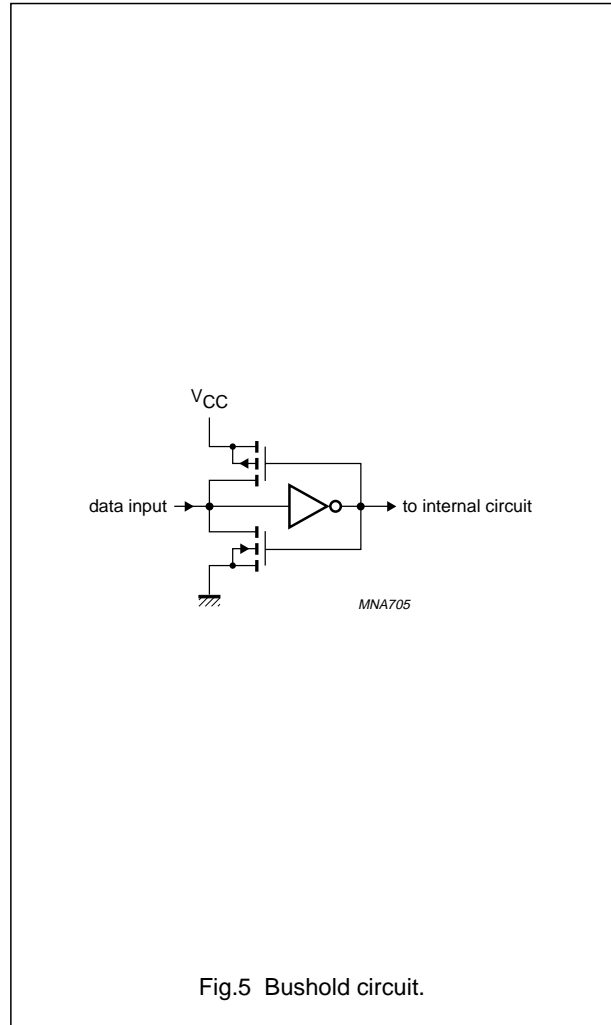 VCC
data input
to internal circuit
MNA705
Fig.5 Bushold circuit.